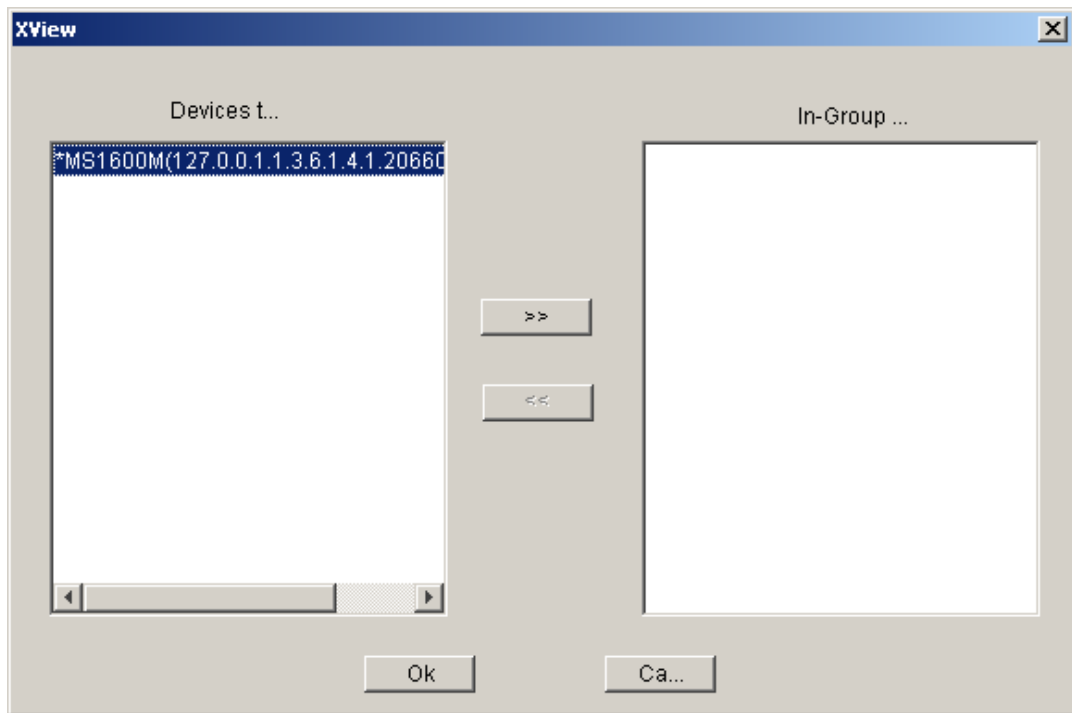 XView
Devices t...
In-Group ...
*MS1600M(127.0.0.1.1.3.6.1.4.1.20660
>>
<<
Ok
Ca...